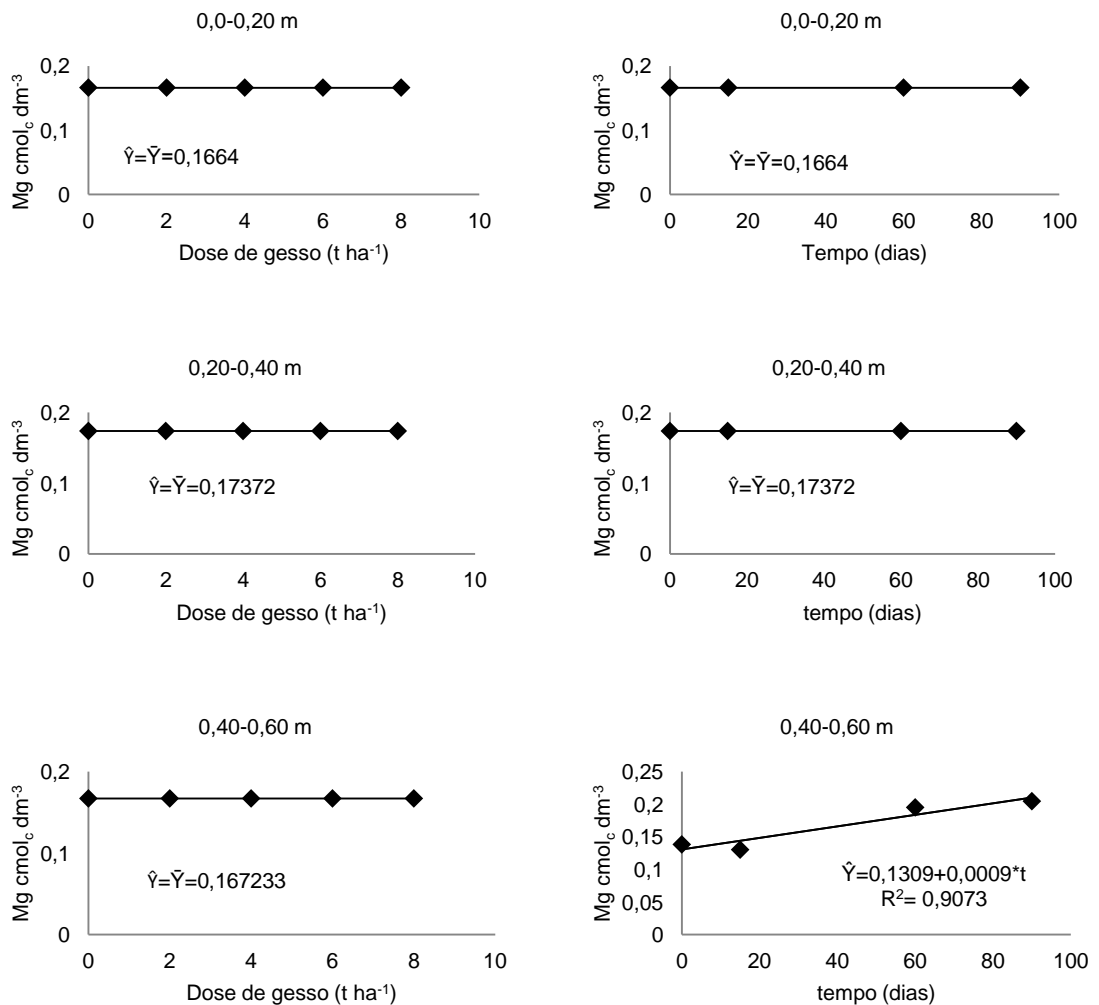 0,0-0,20 m
Mg cmolc dm-3
0,2
0,1
0
Ŷ=Ȳ=0,1664
0 2 4 6 8 10
Dose de gesso (t ha-1)
0,0-0,20 m
Mg cmolc dm-3
0,2
0,1
0
Ŷ=Ȳ=0,1664
0 20 40 60 80 100
Tempo (dias)
0,20-0,40 m
Mg cmolc dm-3
0,2
0,1
0
Ŷ=Ȳ=0,17372
0 2 4 6 8 10
Dose de gesso (t ha-1)
0,20-0,40 m
Mg cmolc dm-3
0,2
0,1
0
Ŷ=Ȳ=0,17372
0 20 40 60 80 100
tempo (dias)
0,40-0,60 m
Mg cmolc dm-3
0,2
0,1
0
Ŷ=Ȳ=0,167233
0 2 4 6 8 10
Dose de gesso (t ha-1)
0,40-0,60 m
Mg cmolc dm-3
0,25
0,2
0,15
0,1
0,05
0
Ŷ=0,1309+0,0009*t
R2= 0,9073
0 20 40 60 80 100
tempo (dias)